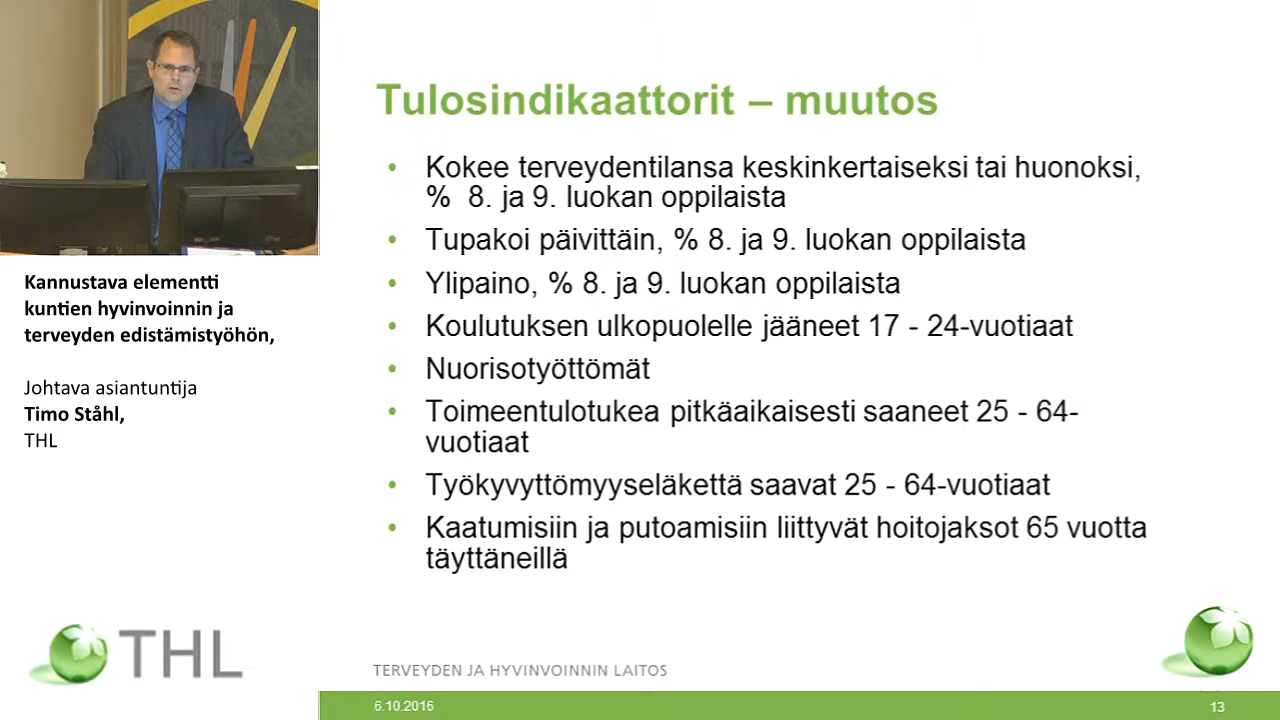 Tulosindikaattorit – muutos
• Kokee terveydentilansa keskinkertaiseksi tai huonoksi,
% 8. ja 9. luokan oppilaista
• Tupakoi päivittäin, % 8. ja 9. luokan oppilaista
• Ylipaino, % 8. ja 9. luokan oppilaista
• Koulutuksen ulkopuolelle jääneet 17 - 24-vuotiaat
• Nuorisotyöttömät
• Toimeentulotukea pitkäaikaisesti saaneet 25 - 64-
vuotiaat
• Työkyvyttömyyseläkettä saavat 25 - 64-vuotiaat
• Kaatumisiin ja putoamisiin liittyvät hoitojaksot 65 vuotta
täyttäneillä
Kannustava elementti
kuntien hyvinvoinnin ja
terveyden edistämistyöhön,
Johtava asiantuntija
Timo Ståhl,
THL
THL
TERVEYDEN JA HYVINVOINNIN LAITOS
6.10.2016
13